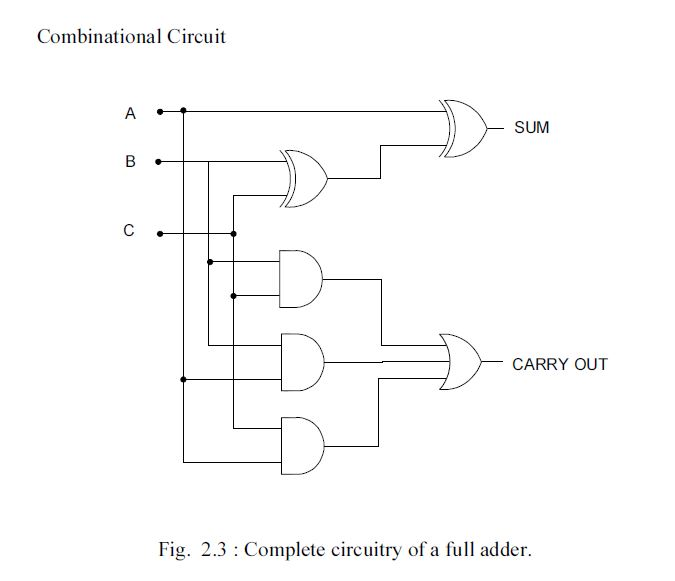 Combinational Circuit
A
SUM
B
C
CARRY OUT
Fig. 2.3 : Complete circuitry of a full adder.